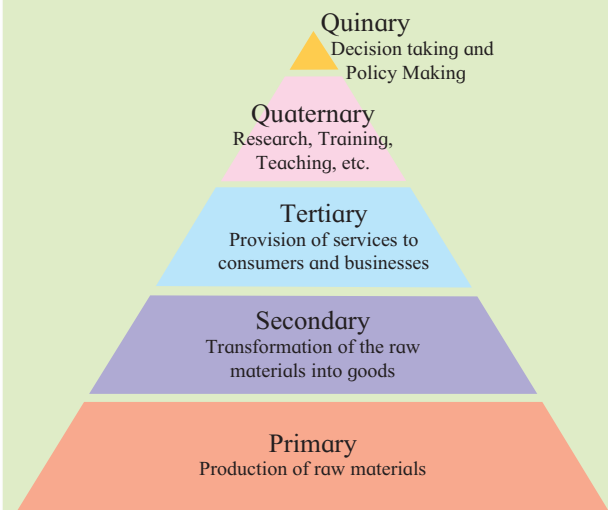 Quinary
Decision taking and
Policy Making
Quaternary
Research, Training,
Teaching, etc.
Tertiary
Provision of services to
consumers and businesses
Secondary
Transformation of the raw
materials into goods
Primary
Production of raw materials